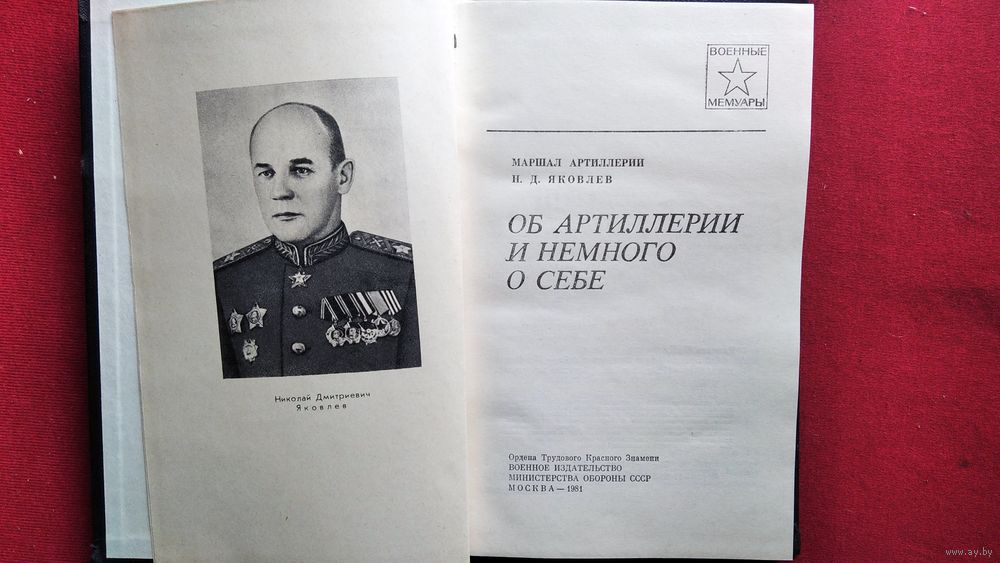 Николай Дмитриевич
Яковлев
ВОЕННЫЕ
МЕМУАРЫ
МАРШАЛ АРТИЛЛЕРИИ
Н. Д. ЯКОВЛЕВ
ОБ АРТИЛЛЕРИИ
И НЕМНОГО
О СЕБЕ
Ордена Трудового Красного Знамени
ВОЕННОЕ ИЗДАТЕЛЬСТВО
МИНИСТЕРСТВА ОБОРОНЫ СССР
МОСКВА — 1981
www.ay.by